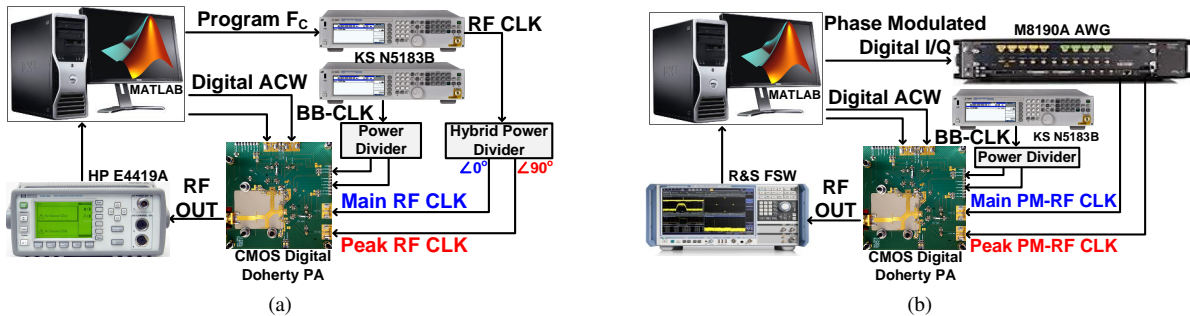 Program FC
RF CLK
KS N5183B
MATLAB
Digital ACW
BB-CLK
Power
Divider
Hybrid Power
Divider
∠0°
∠90°
HP E4419A
RF
OUT
Main RF CLK
Peak RF CLK
CMOS Digital
Doherty PA
(a)
Phase Modulated
Digital I/Q
M8190A AWG
MATLAB
Digital ACW
BB-CLK
KS N5183B
Power Divider
R&S FSW
RF
OUT
Main PM-RF CLK
Peak PM-RF CLK
CMOS Digital
Doherty PA
(b)